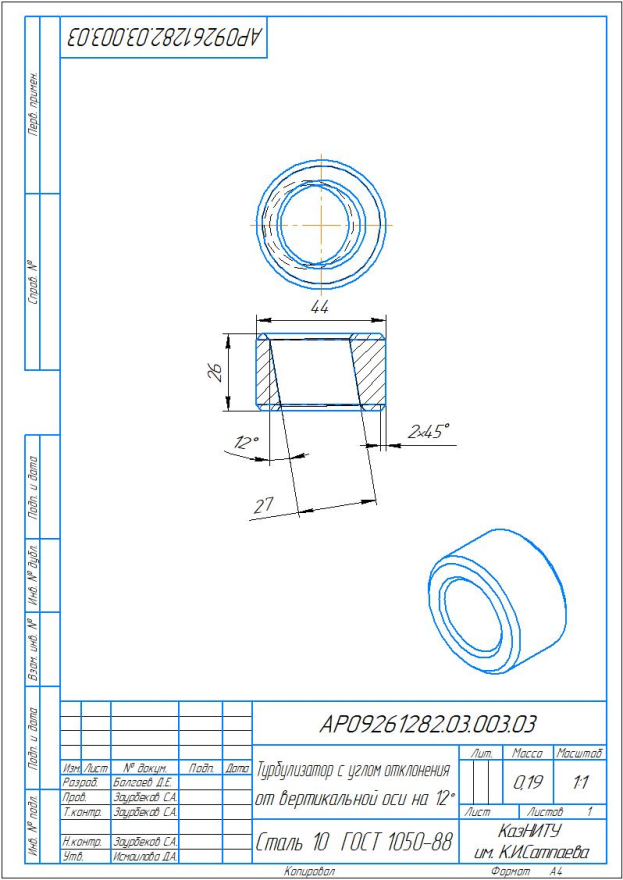 АР09261282.03.003.03
Перв. примен.
Справ. №
Подп. и дата
Инв. № дубл.
Взам. инв. №
Подп. и дата
Инв. № подл.
44
26
12°
2×45°
27
АР09261282.03.003.03
Изм. Лист № докум. Подп. Дата
Разраб. Балгаев Д.Е.
Пров. Заурбеков С.А.
Т.контр. Заурбеков С.А.
Н.контр. Заурбеков С.А.
Утв. Исмаилова Д.А.
Турбулизатор с углом отклонения
от вертикальной оси на 12°
Лит. Масса Масштаб
0,19 1:1
Лист Листов 1
Сталь 10 ГОСТ 1050-88
КазНИТУ
им. К.И.Сатпаева
Копировал Формат А4